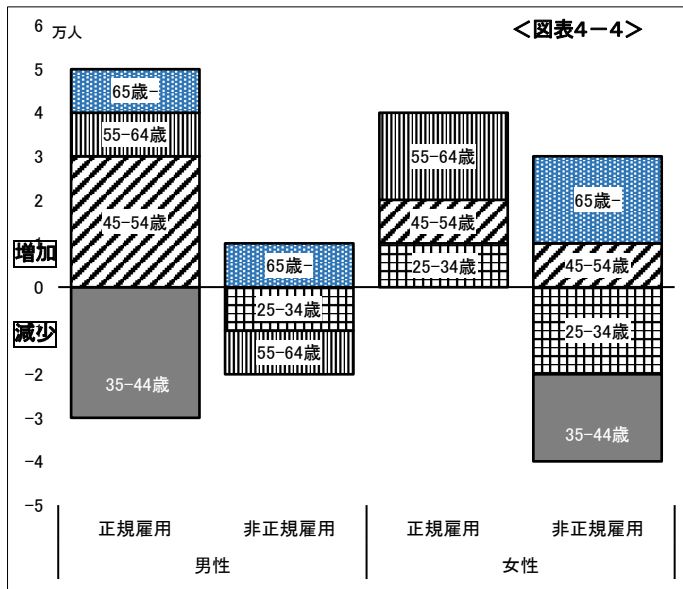 6 万人
<図表4-4>
5
4
3
2
1
増加
0
減少
-2
-3
-4
-5
65歳-
55-64歳
45-54歳
35-44歳
65歳-
25-34歳
55-64歳
55-64歳
45-54歳
25-34歳
65歳-
45-54歳
25-34歳
35-44歳
正規雇用 非正規雇用 正規雇用 非正規雇用
男性 女性